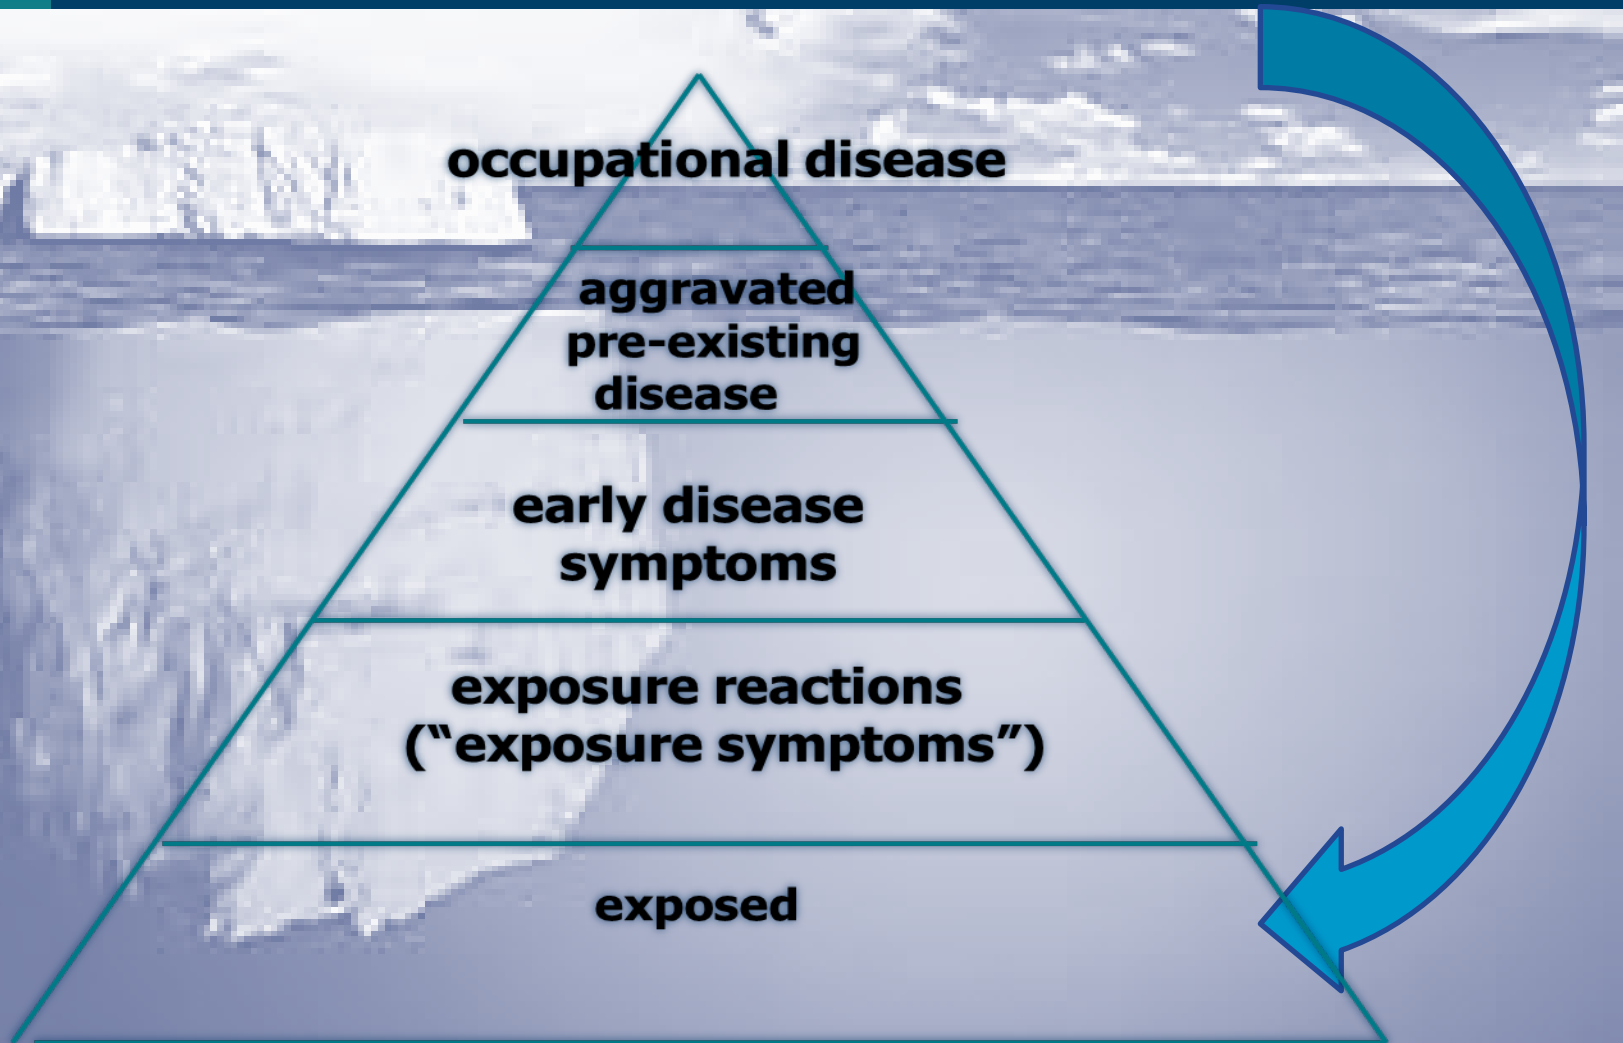 occupational disease
aggravated
pre-existing
disease
early disease
symptoms
exposure reactions
(“exposure symptoms”)
exposed